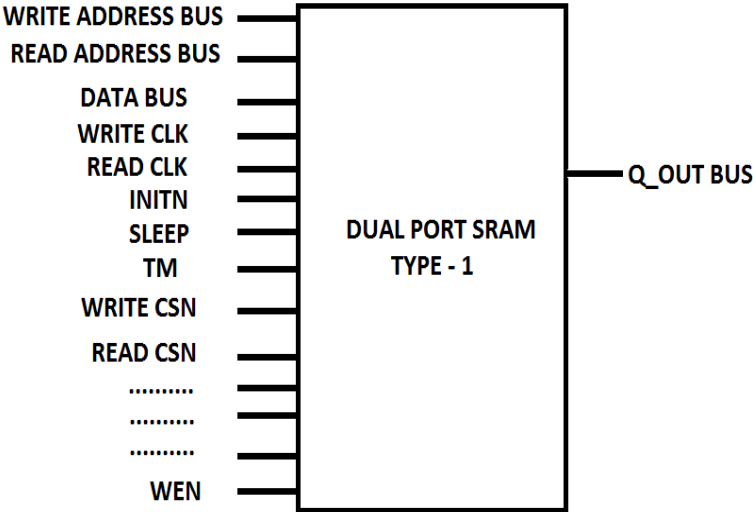 WRITE ADDRESS BUS
READ ADDRESS BUS
DATA BUS
WRITE CLK
READ CLK
INITN
SLEEP
TM
WRITE CSN
READ CSN
..........
..........
..........
WEN
DUAL PORT SRAM
TYPE - 1
Q_OUT BUS